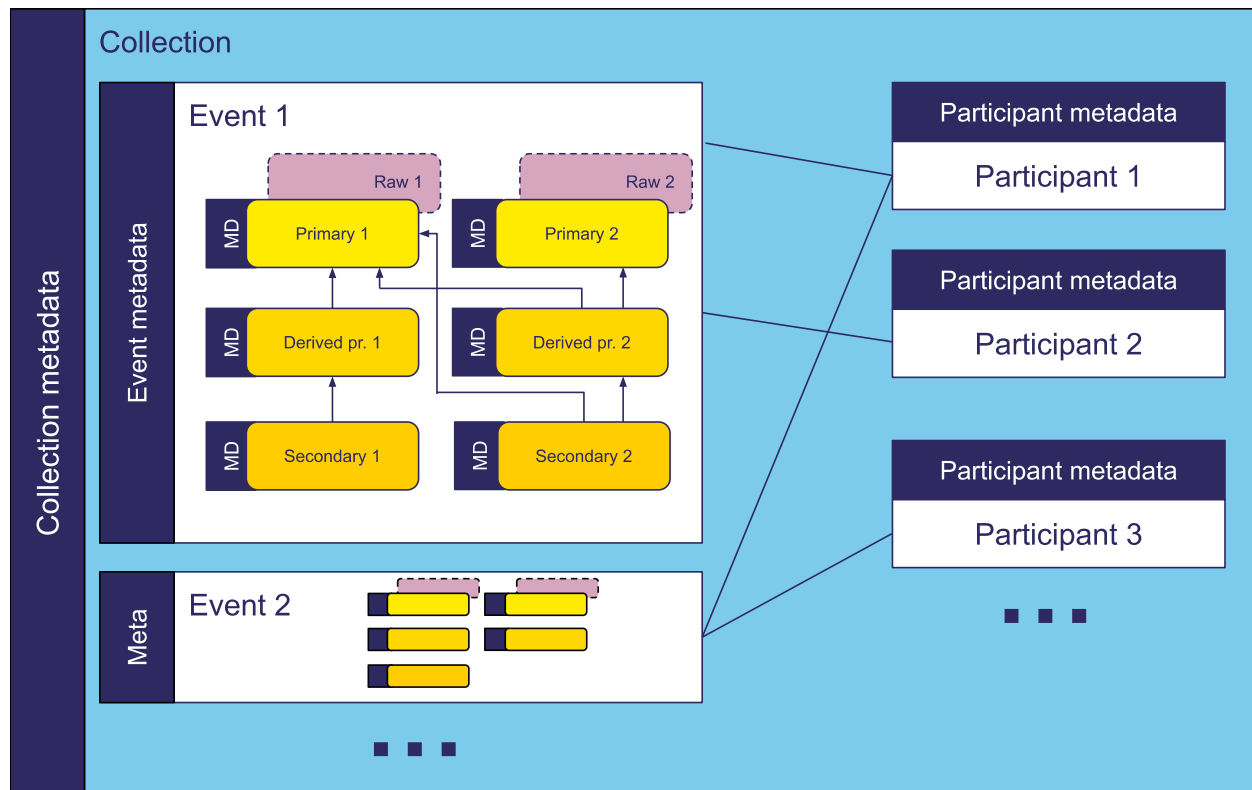 Collection metadata
Collection
Event metadata
Event 1
Raw 1
Raw 2
MD
Primary 1
MD
Primary 2
MD
Derived pr. 1
MD
Derived pr. 2
MD
Secondary 1
MD
Secondary 2
Meta
Event 2
Participant metadata
Participant 1
Participant metadata
Participant 2
Participant metadata
Participant 3